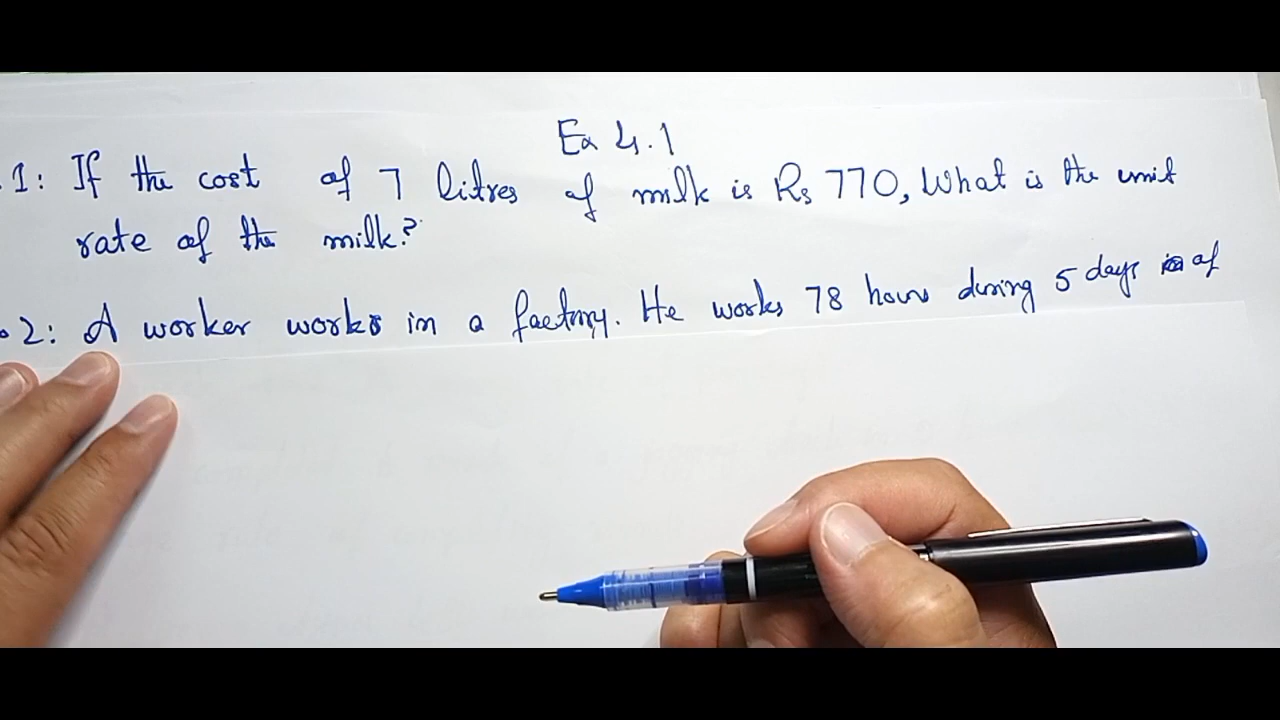 Ex 4.1
.1: If the cost of 7 litres of milk is Rs 770, What is the unit
rate of the milk?
2: A worker works in a factory. He works 78 hours during 5 days of